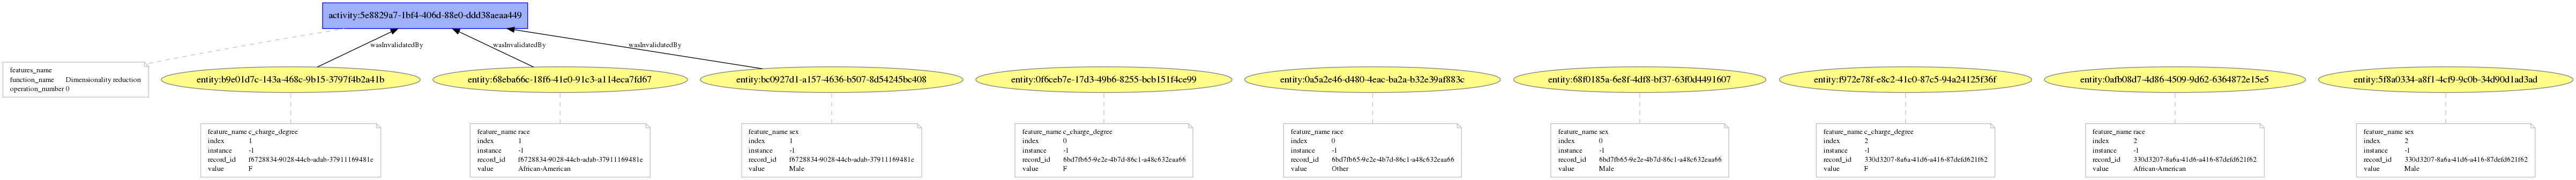 activity:5e8829a7-1bf4-406d-88e0-ddd38aeaa449
wasInvalidatedBy
wasInvalidatedBy
wasInvalidatedBy
features_name
function_name Dimensionality reduction
operation_number 0
entity:b9e01d7c-143a-468c-9b15-3797f4b2a41b
entity:68eba66c-18f6-41e0-91c3-a114eca7fd67
entity:bc0927d1-a157-4636-b507-8d54245bc408
entity:0f6ceb7e-17d3-49b6-8255-bcb151f4ce99
entity:0a5a2e46-d480-4eac-ba2a-b32e39af883c
entity:68f0185a-6e8f-4df8-bf37-63f0d4491607
entity:f972e78f-e8c2-41c0-87c5-94a24125f36f
entity:0afb08d7-4d86-4509-9d62-6364872e15e5
entity:5f8a0334-a8f1-4cf9-9c0b-34d90d1ad3ad
feature_name c_charge_degree
index 1
instance -1
record_id f6728834-9028-44cb-adab-37911169481e
value F
feature_name race
index 1
instance -1
record_id f6728834-9028-44cb-adab-37911169481e
value African-American
feature_name sex
index 1
instance -1
record_id f6728834-9028-44cb-adab-37911169481e
value Male
feature_name c_charge_degree
index 0
instance -1
record_id 6bd7fb65-9e2e-4b7d-86c1-a48c632eaa66
value F
feature_name race
index 0
instance -1
record_id 6bd7fb65-9e2e-4b7d-86c1-a48c632eaa66
value Other
feature_name sex
index 0
instance -1
record_id 6bd7fb65-9e2e-4b7d-86c1-a48c632eaa66
value Male
feature_name c_charge_degree
index 2
instance -1
record_id 330d3207-8a6a-41d6-a416-87defd621f62
value F
feature_name race
index 2
instance -1
record_id 330d3207-8a6a-41d6-a416-87defd621f62
value African-American
feature_name sex
index 2
instance -1
record_id 330d3207-8a6a-41d6-a416-87defd621f62
value Male